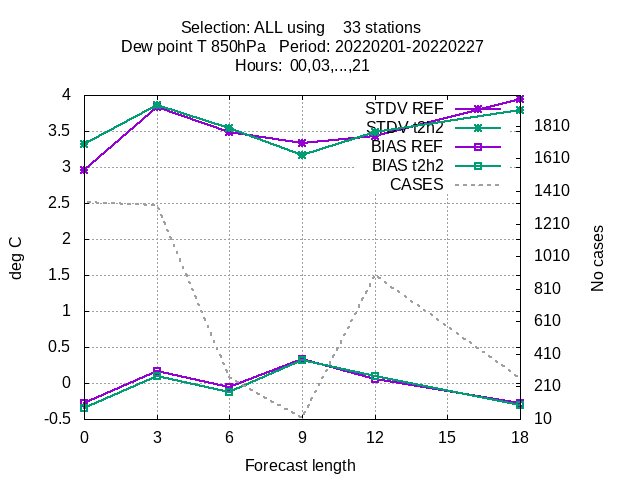 Selection: ALL using    33 stations
Dew point T 850hPa   Period: 20220201-20220227
Hours:  00,03,...,21
STDV REF
STDV t2h2
BIAS REF
BIAS t2h2
CASES
4
3.5
3
2.5
2
1.5
1
0.5
0
-0.5
deg C
1810
1610
1410
1210
1010
810
610
410
210
10
No cases
0 3 6 9 12 15 18
Forecast length